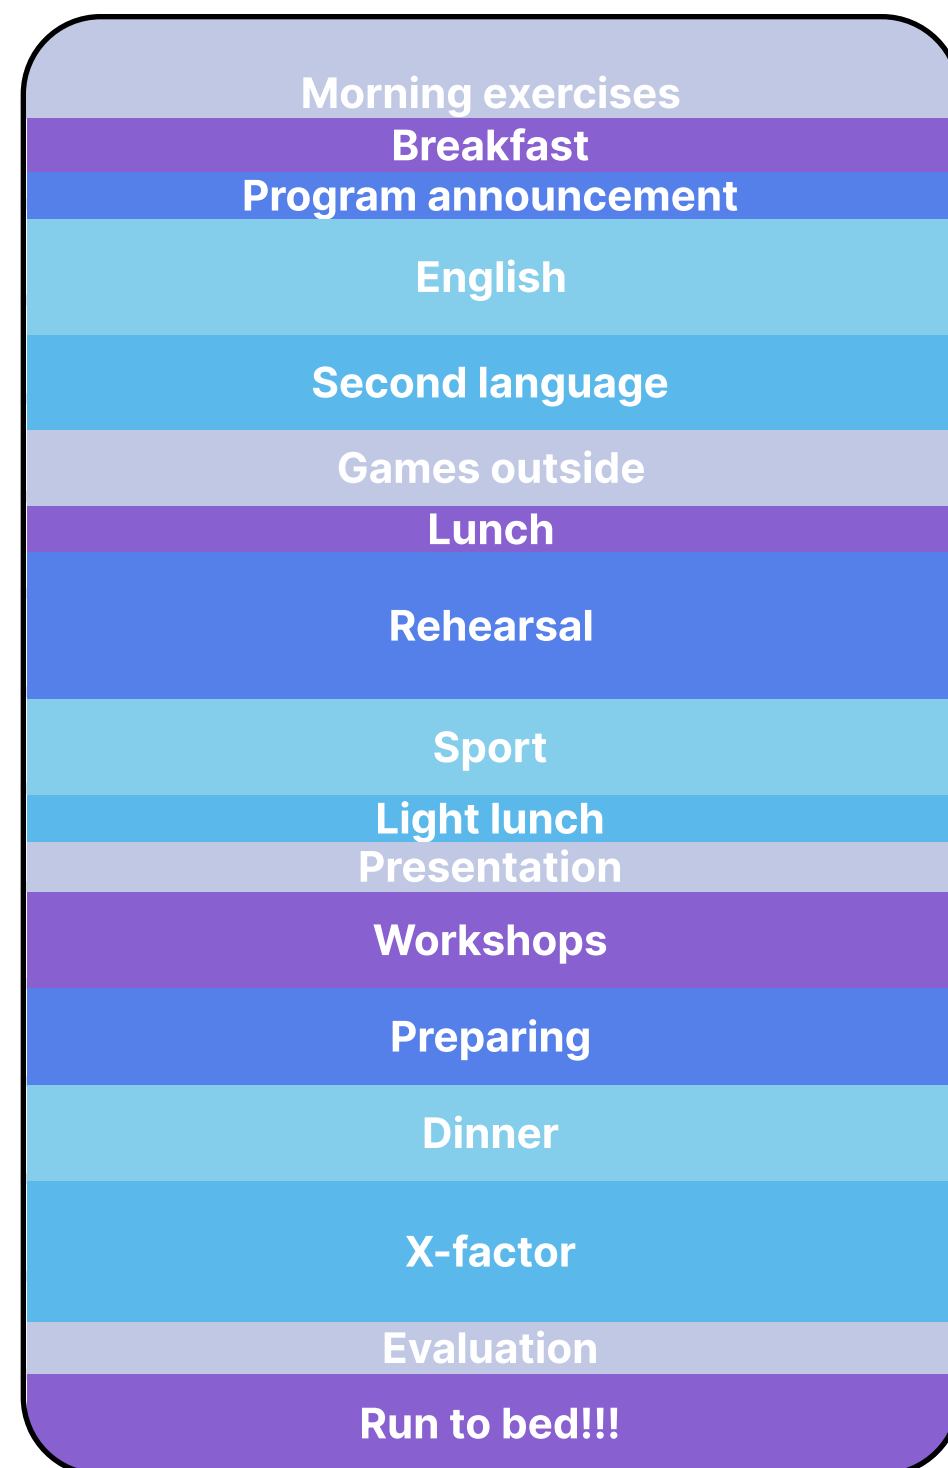 Morning exercises
Breakfast
Program announcement
English
Second language
Games outside
Lunch
Rehearsal
Sport
Light lunch
Presentation
Workshops
Preparing
Dinner
X-factor
Evaluation
Run to bed!!!